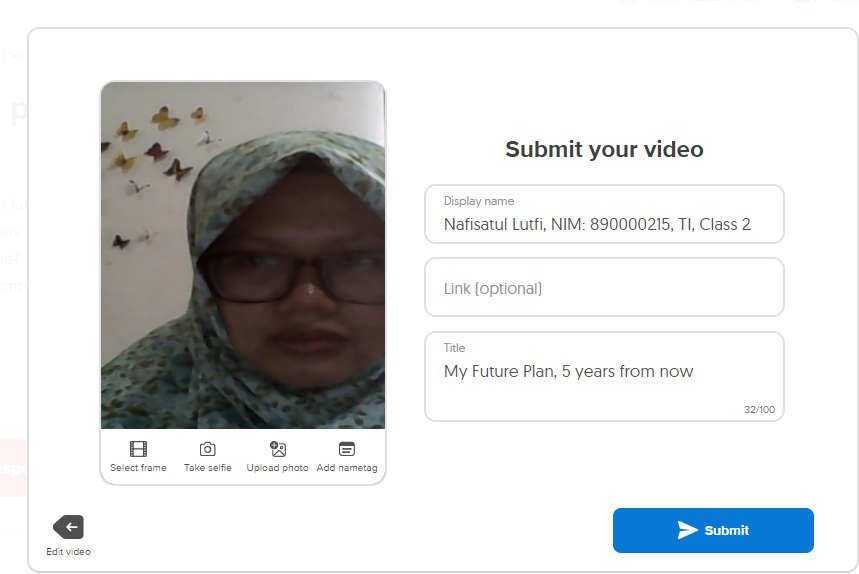 Submit your video
Display name
Nafisatul Lutfi, NIM: 890000215, TI, Class 2
Link (optional)
Title
My Future Plan, 5 years from now
32/100
Select frame
Take selfie
Upload photo
Add nametag
Edit video
Submit